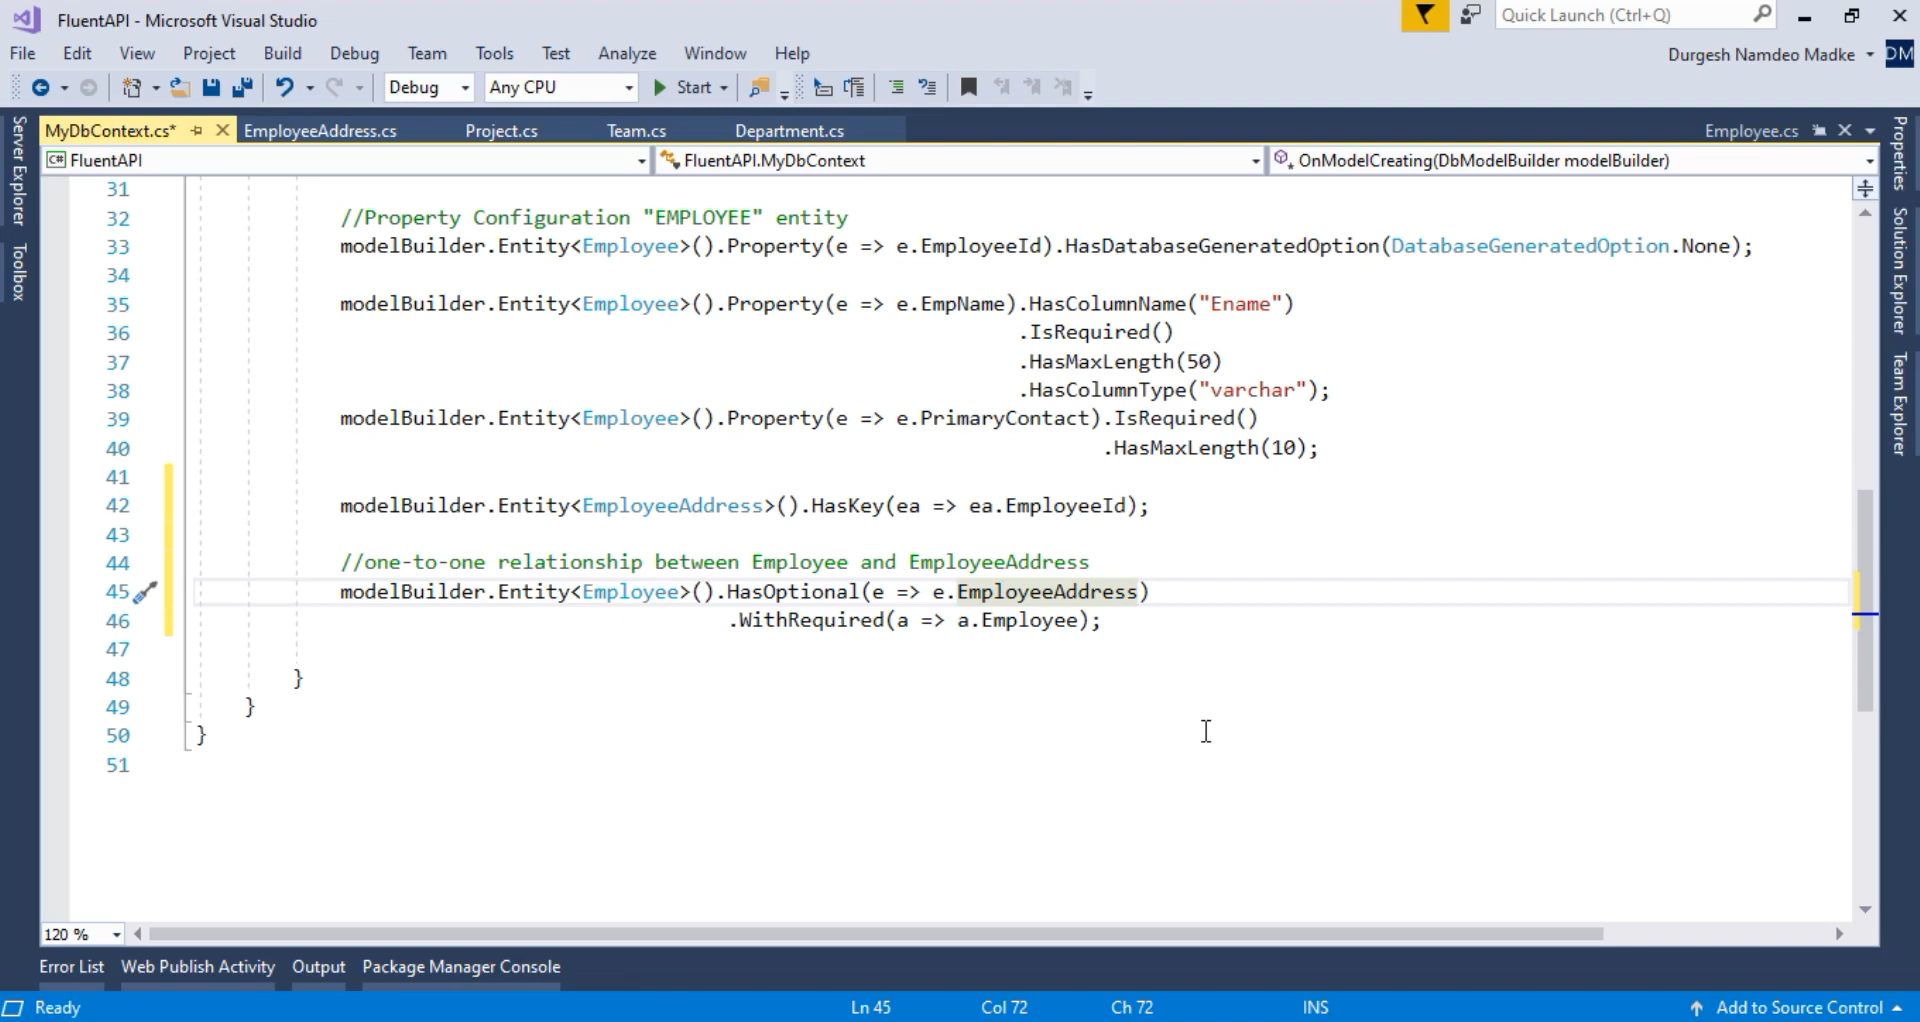 FluentAPI - Microsoft Visual Studio
Quick Launch (Ctrl+Q)
File Edit View Project Build Debug Team Tools Test Analyze Window Help
Durgesh Namdeo Madke DM
Debug Any CPU Start
MyDbContext.cs* EmployeeAddress.cs Project.cs Team.cs Department.cs Employee.cs
C# FluentAPI FluentAPI.MyDbContext OnModelCreating(DbModelBuilder modelBuilder)
Server Explorer
Toolbox
31
32 //Property Configuration "EMPLOYEE" entity
33 modelBuilder.Entity<Employee>().Property(e => e.EmployeeId).HasDatabaseGeneratedOption(DatabaseGeneratedOption.None);
34
35 modelBuilder.Entity<Employee>().Property(e => e.EmpName).HasColumnName("Ename")
36 .IsRequired()
37 .HasMaxLength(50)
38 .HasColumnType("varchar");
39 modelBuilder.Entity<Employee>().Property(e => e.PrimaryContact).IsRequired()
40 .HasMaxLength(10);
41
42 modelBuilder.Entity<EmployeeAddress>().HasKey(ea => ea.EmployeeId);
43
44 //one-to-one relationship between Employee and EmployeeAddress
45 modelBuilder.Entity<Employee>().HasOptional(e => e.EmployeeAddress)
46 .WithRequired(a => a.Employee);
47
48 }
49 }
50 }
51
Properties
Solution Explorer
Team Explorer
120 %
Error List Web Publish Activity Output Package Manager Console
Ready Ln 45 Col 72 Ch 72 INS Add to Source Control